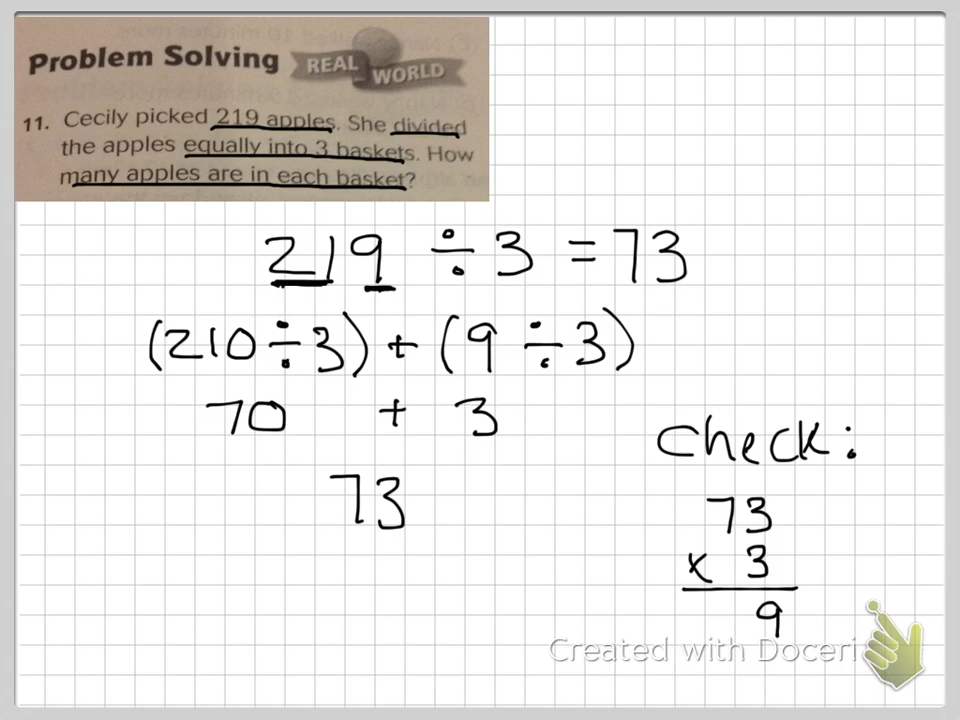 Problem Solving REAL WORLD
11. Cecily picked 219 apples. She divided
the apples equally into 3 baskets. How
many apples are in each basket?
219 ÷ 3 = 73
(210 ÷ 3) + (9 ÷ 3)
70 + 3
73
Check:
73
x 3
9
Created with Doceri